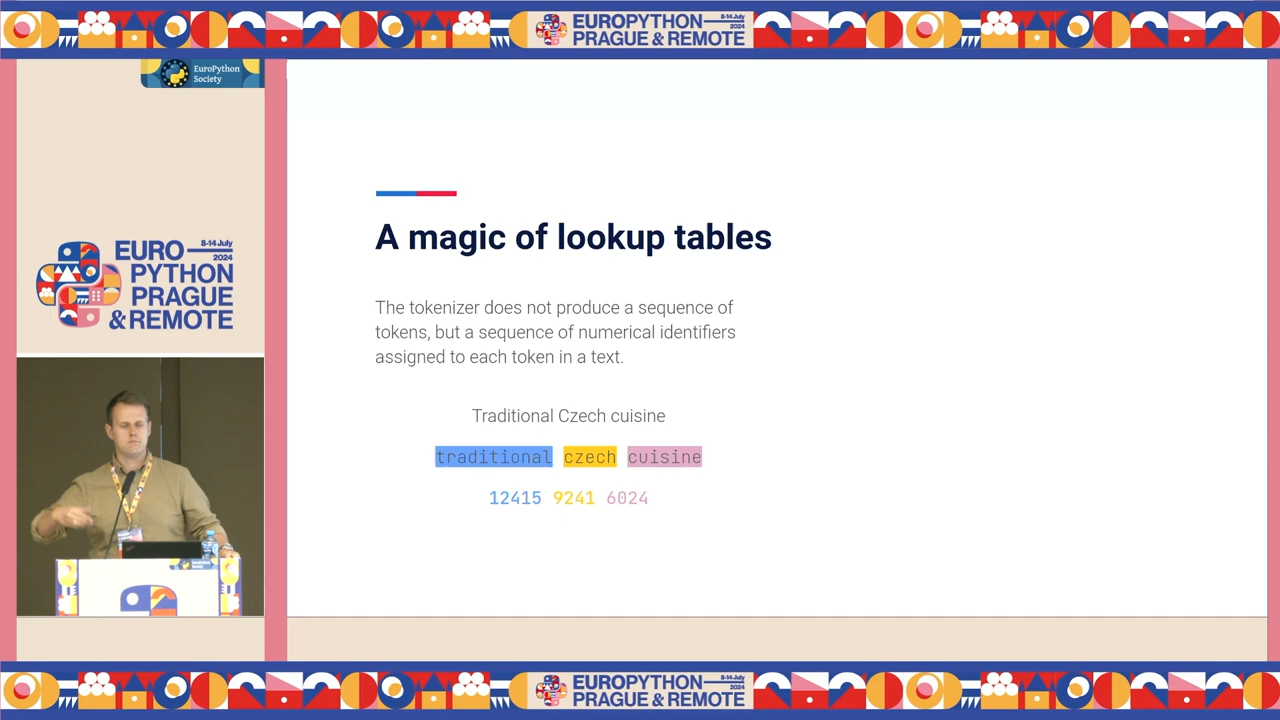 EUROPYTHON
8-14 July
2024
PRAGUE & REMOTE
EuroPython
Society
EURO
8-14 July
2024
PYTHON
PRAGUE
& REMOTE
A magic of lookup tables
The tokenizer does not produce a sequence of
tokens, but a sequence of numerical identifiers
assigned to each token in a text.
Traditional Czech cuisine
traditional czech cuisine
12415 9241 6024
EUROPYTHON
8-14 July
2024
PRAGUE & REMOTE